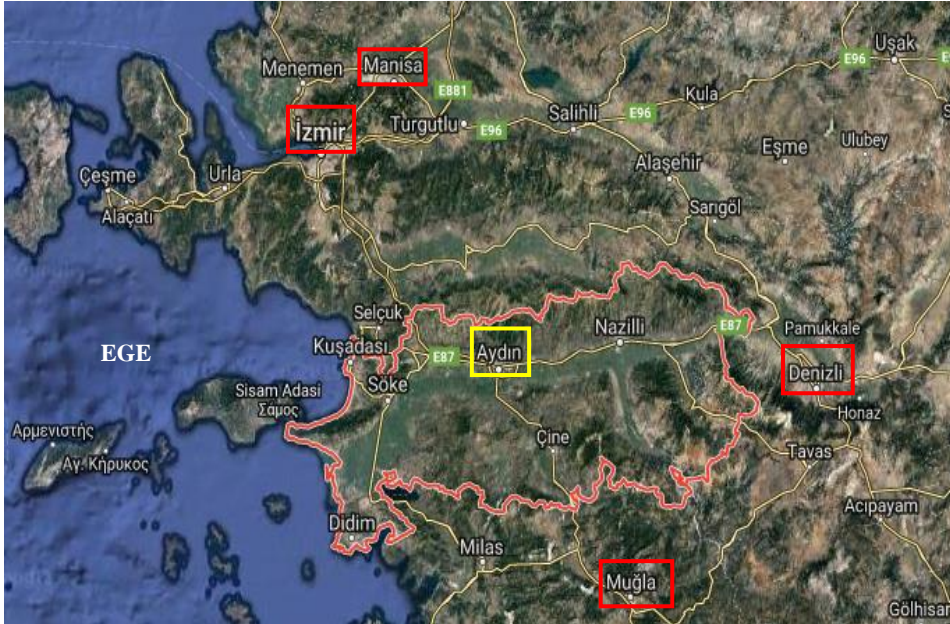 Uşak
E96
E
Menemen
Manisa
E881
Kula
Salihli
E96
İzmir
Turgutlu
E96
Ulubey
Eşme
Alaşehir
Çeşme
Urla
Alaçatı
Sarıgöl
Selçuk
Nazilli
E87
Pamukkale
EGE
Kuşadası
E87
Aydın
Denizli
Söke
Sisam Adasi
Σάμος
Honaz
Αρμενιστής
Çine
Tavas
Αγ. Κήρυκος
Acıpayam
Didim
Milas
Muğla
Gölhisar